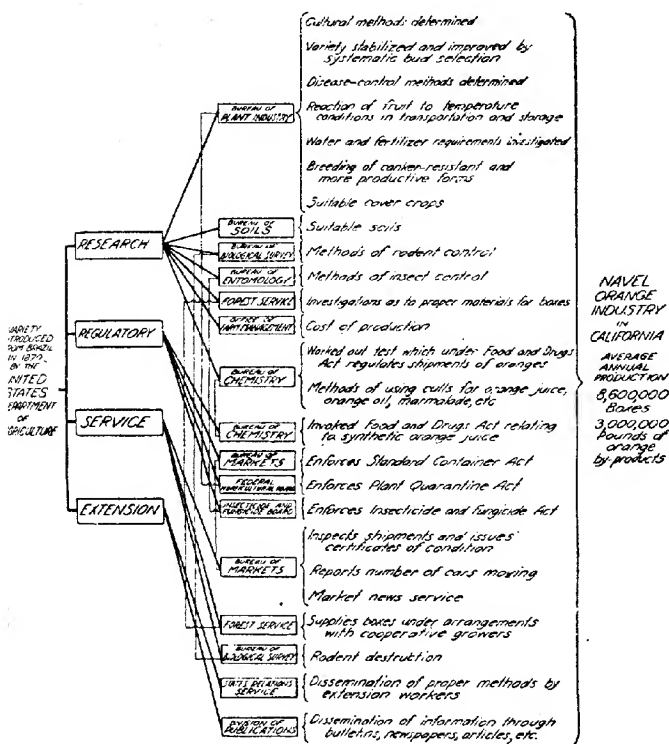 VARIETY
INTRODUCED
FROM BRAZIL
IN 1870
BY THE
UNITED
STATES
DEPARTMENT
OF
AGRICULTURE
RESEARCH
REGULATORY
SERVICE
EXTENSION
BUREAU OF
PLANT INDUSTRY
Cultural methods determined
Variety stabilized and improved by
systematic bud selection
Disease-control methods determined
Reaction of fruit to temperature
conditions in transportation and storage
Water and fertilizer requirements investigated
Breeding of canker-resistant and
more productive forms
Suitable cover crops
BUREAU OF
SOILS
Suitable soils
BUREAU OF
BIOLOGICAL SURVEY
Methods of rodent control
BUREAU OF
ENTOMOLOGY
Methods of insect control
FOREST SERVICE
Investigations as to proper materials for boxes
OFFICE OF
FARM MANAGEMENT
Cost of production
BUREAU OF
CHEMISTRY
Worked out test which under Food and Drugs
Act regulates shipments of oranges
Methods of using culls for orange juice,
orange oil, marmalade, etc
BUREAU OF
CHEMISTRY
Invoked Food and Drugs Act relating
to synthetic orange juice
BUREAU OF
MARKETS
Enforces Standard Container Act
FEDERAL
HORTICULTURAL BOARD
Enforces Plant Quarantine Act
INSECTICIDE AND
FUNGICIDE BOARD
Enforces Insecticide and Fungicide Act
BUREAU OF
MARKETS
Inspects shipments and issues
certificates of condition
Reports number of cars moving
Market news service
FOREST SERVICE
Supplies boxes under arrangements
with cooperative growers
BUREAU OF
BIOLOGICAL SURVEY
Rodent destruction
STATES RELATIONS
SERVICE
Dissemination of proper methods by
extension workers
DIVISION OF
PUBLICATIONS
Dissemination of information through
bulletins, newspapers, articles, etc.
NAVEL
ORANGE
INDUSTRY
IN
CALIFORNIA
AVERAGE
ANNUAL
PRODUCTION
8,600,000
Boxes
3,000,000
Pounds of
orange
by-products